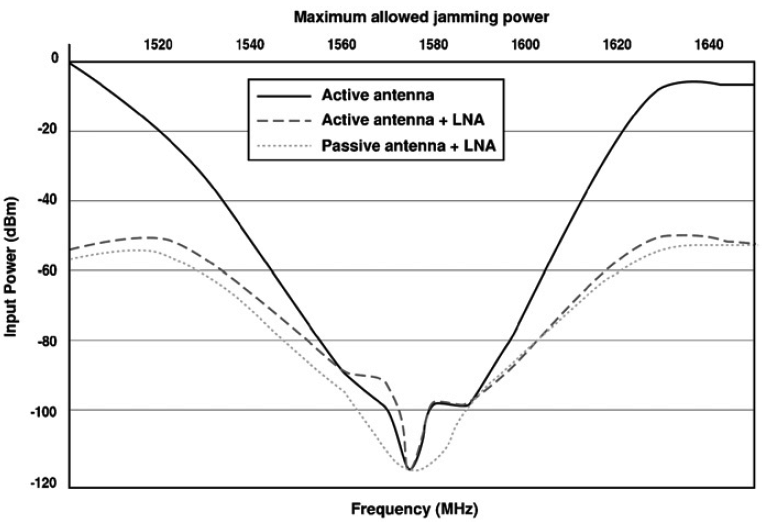 Maximum allowed jamming power
1520 1540 1560 1580 1600 1620 1640
0
-20
-40
-60
-80
-100
-120
Active antenna
Active antenna + LNA
Passive antenna + LNA
Input Power (dBm)
Frequency (MHz)